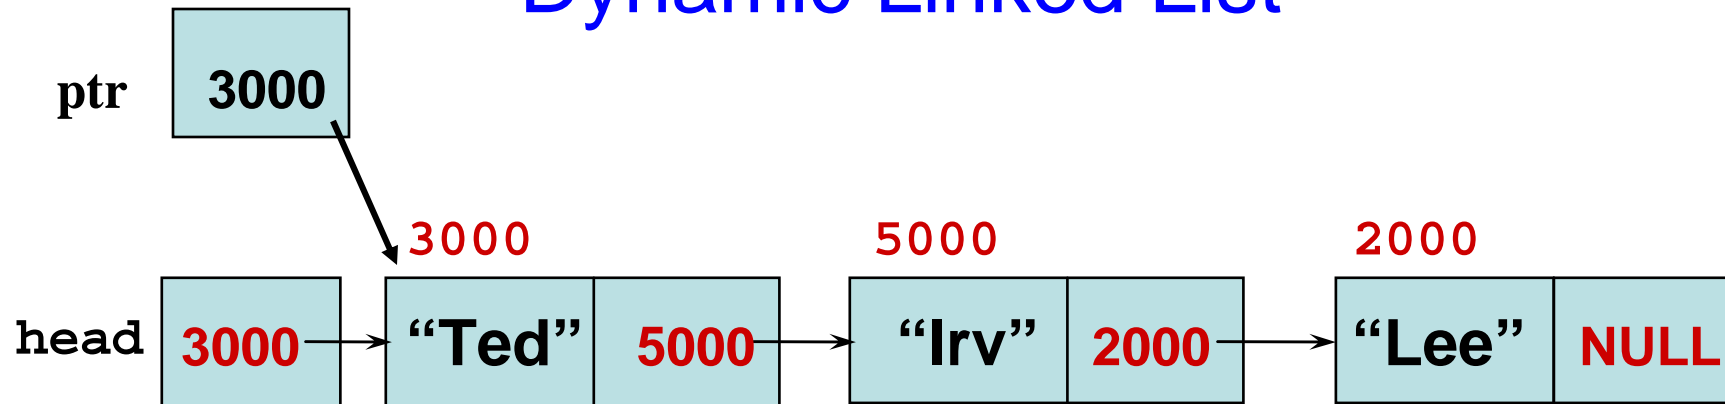 Dynamic Linked List
ptr 3000
3000 5000 2000
head 3000 “Ted” 5000 “Irv” 2000 “Lee” NULL